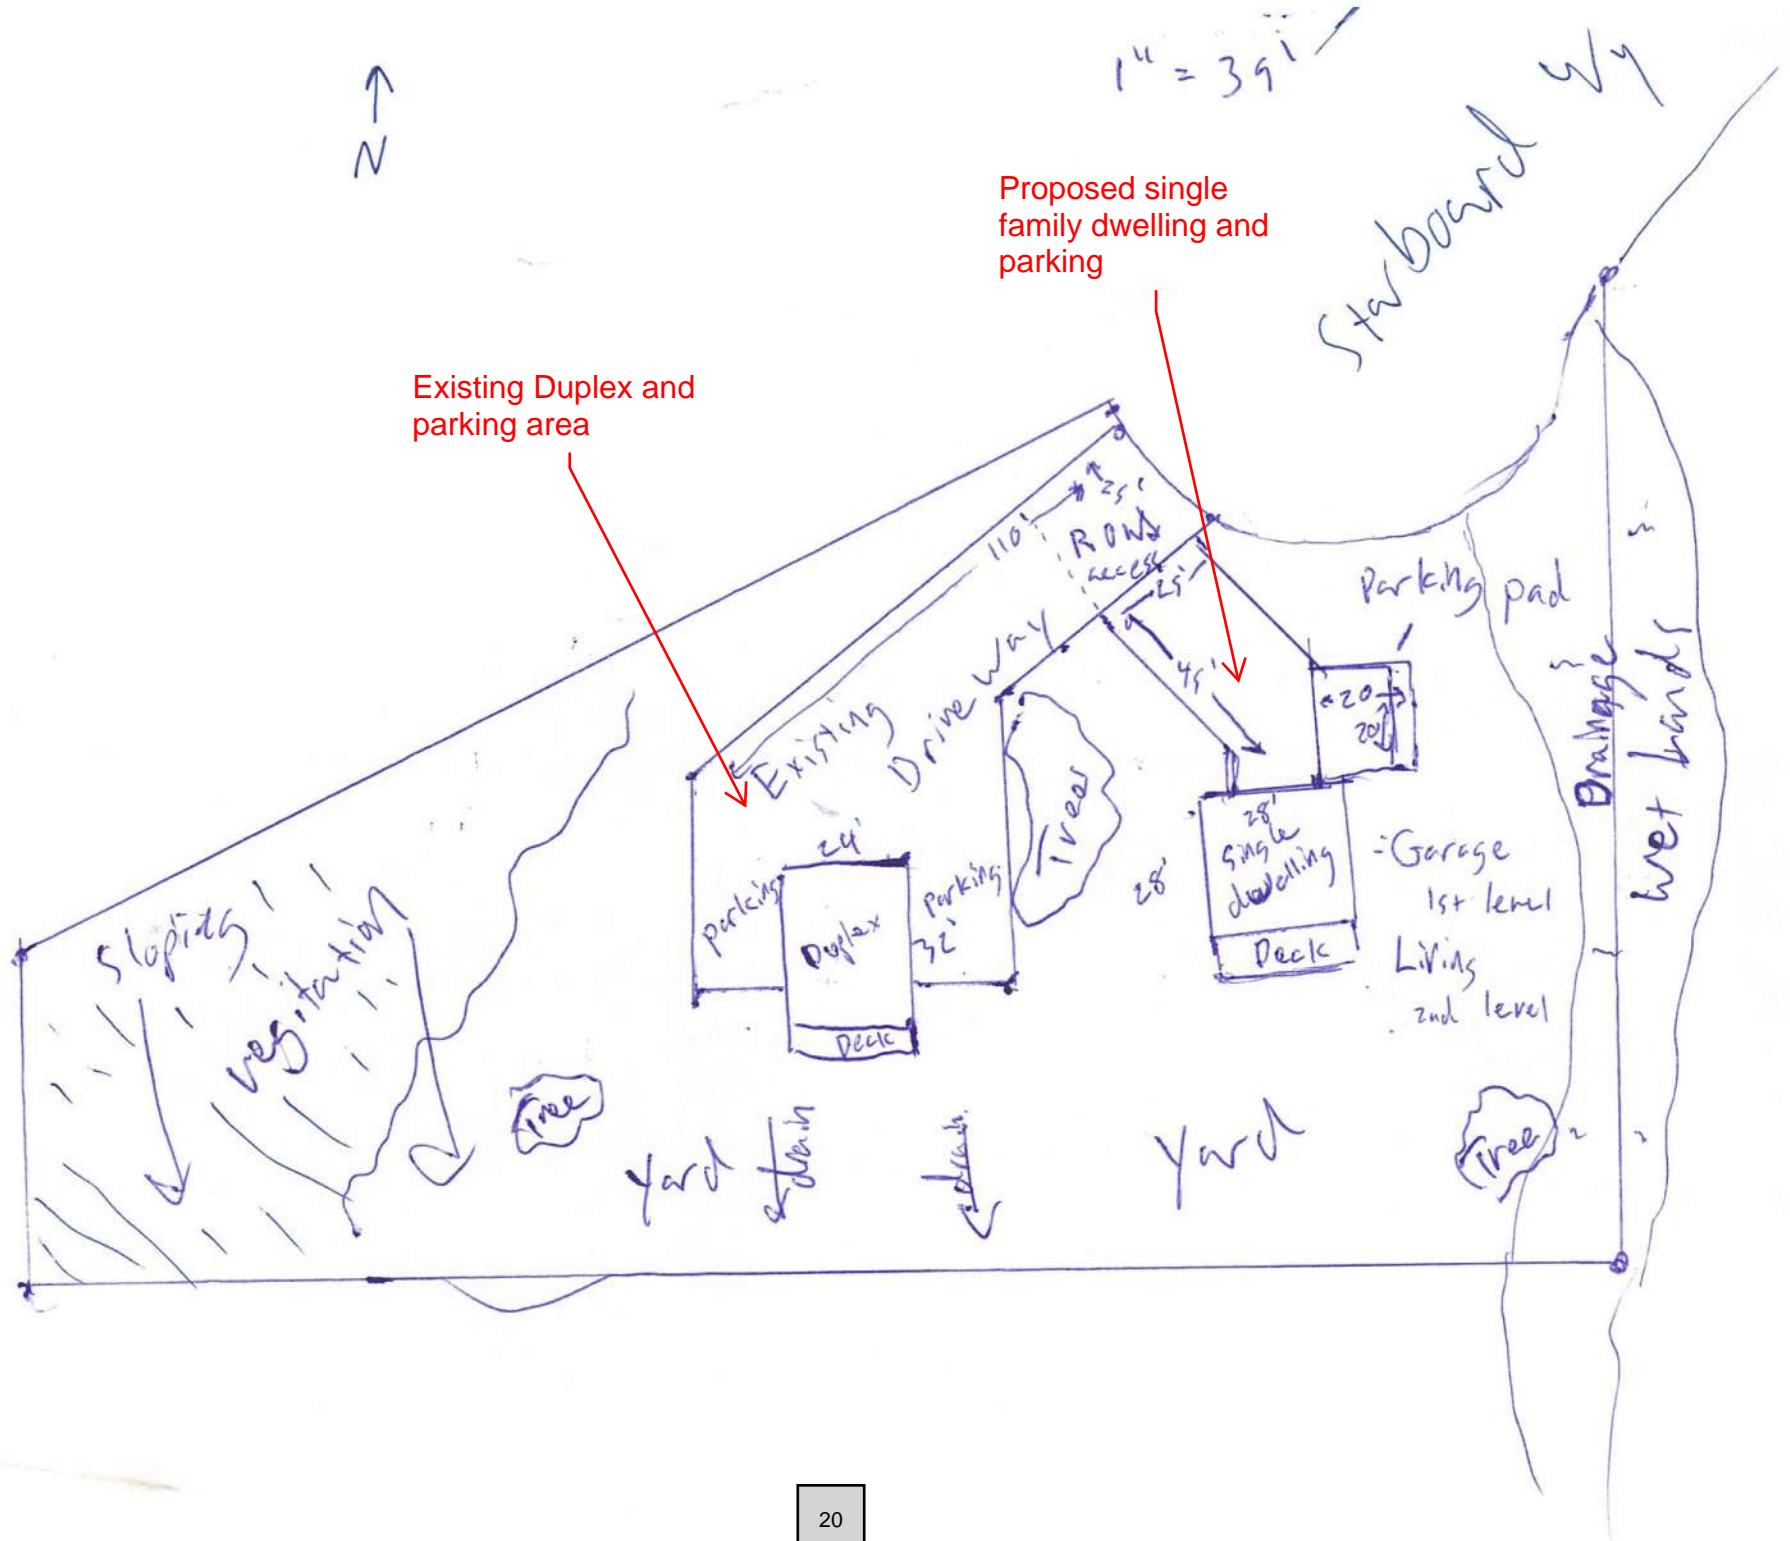 1" = 39'
N
Starboard Wy
Proposed single
family dwelling and
parking
Existing Duplex and
parking area
25'
110'
ROW
access
25'
45'
Parking pad
20
20'
Existing
Drive way
Trees
24'
parking
Duplex
Parking
32'
Deck
28'
single
dwelling
28'
Deck
- Garage
1st level
Living
2nd level
Drainage
Wet Lands
Sloping
vegitation
Tree
Yard
drain
drain
Yard
Tree
20